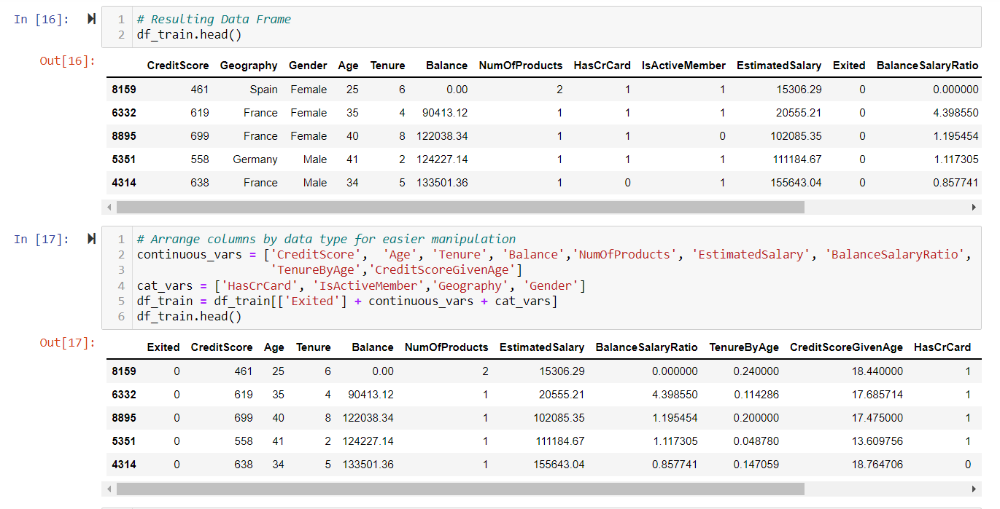 In [16]:
1 # Resulting Data Frame
2 df_train.head()
Out[16]:
CreditScore Geography Gender Age Tenure Balance NumOfProducts HasCrCard IsActiveMember EstimatedSalary Exited BalanceSalaryRatio
8159 461 Spain Female 25 6 0.00 2 1 1 15306.29 0 0.000000
6332 619 France Female 35 4 90413.12 1 1 1 20555.21 0 4.398550
8895 699 France Female 40 8 122038.34 1 1 0 102085.35 0 1.195454
5351 558 Germany Male 41 2 124227.14 1 1 1 111184.67 0 1.117305
4314 638 France Male 34 5 133501.36 1 0 1 155643.04 0 0.857741
In [17]:
1 # Arrange columns by data type for easier manipulation
2 continuous_vars = ['CreditScore',  'Age', 'Tenure', 'Balance','NumOfProducts', 'EstimatedSalary', 'BalanceSalaryRatio',
3                    'TenureByAge','CreditScoreGivenAge']
4 cat_vars = ['HasCrCard', 'IsActiveMember','Geography', 'Gender']
5 df_train = df_train[['Exited'] + continuous_vars + cat_vars]
6 df_train.head()
Out[17]:
Exited CreditScore Age Tenure Balance NumOfProducts EstimatedSalary BalanceSalaryRatio TenureByAge CreditScoreGivenAge HasCrCard
8159 0 461 25 6 0.00 2 15306.29 0.000000 0.240000 18.440000 1
6332 0 619 35 4 90413.12 1 20555.21 4.398550 0.114286 17.685714 1
8895 0 699 40 8 122038.34 1 102085.35 1.195454 0.200000 17.475000 1
5351 0 558 41 2 124227.14 1 111184.67 1.117305 0.048780 13.609756 1
4314 0 638 34 5 133501.36 1 155643.04 0.857741 0.147059 18.764706 0